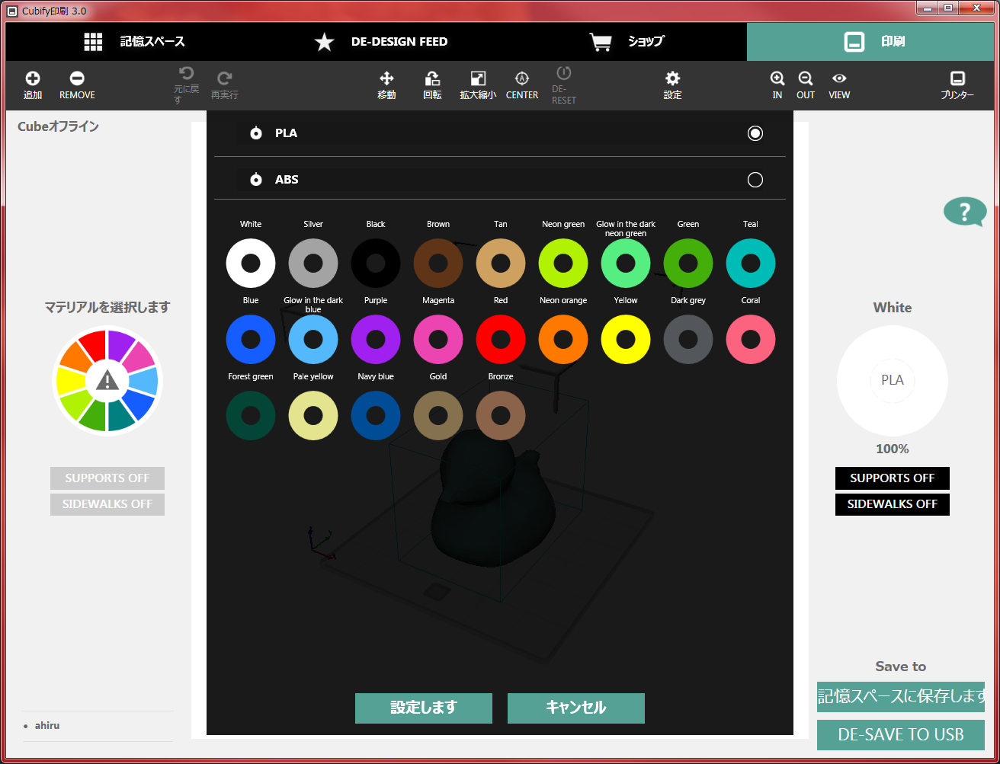 Cubify印刷 3.0
記憶スペース
DE-DESIGN FEED
ショップ
印刷
追加
REMOVE
元に戻
す
再実行
移動
回転
拡大縮小
CENTER
DE-
RESET
設定
IN
OUT
VIEW
プリンター
Cubeオフライン
PLA
ABS
White
Silver
Black
Brown
Tan
Neon green
Glow in the dark
neon green
Green
Teal
Blue
Glow in the dark
blue
Purple
Magenta
Red
Neon orange
Yellow
Dark grey
Coral
Forest green
Pale yellow
Navy blue
Gold
Bronze
マテリアルを選択します
SUPPORTS OFF
SIDEWALKS OFF
?
White
PLA
100%
SUPPORTS OFF
SIDEWALKS OFF
Save to
記憶スペースに保存します
DE-SAVE TO USB
• ahiru
設定します
キャンセル